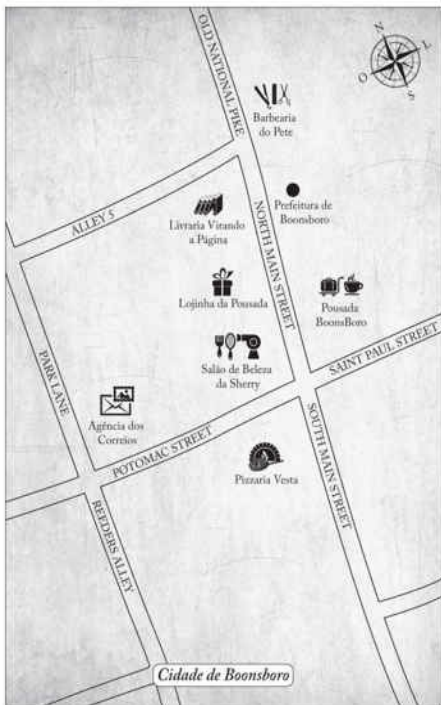 OLD NATIONAL PIKE
N
L
O
S
Barbearia
do Pete
ALLEY 5
NORTH MAIN STREET
Prefeitura de
Boonsboro
Livraria Virando
a Página
Lojinha da Pousada
Pousada
BoonsBoro
PARK LANE
Salão de Beleza
da Sherry
SAINT PAUL STREET
Agência dos
Correios
POTOMAC STREET
SOUTH MAIN STREET
Pizzaria Vesta
REEDERS ALLEY
Cidade de Boonsboro